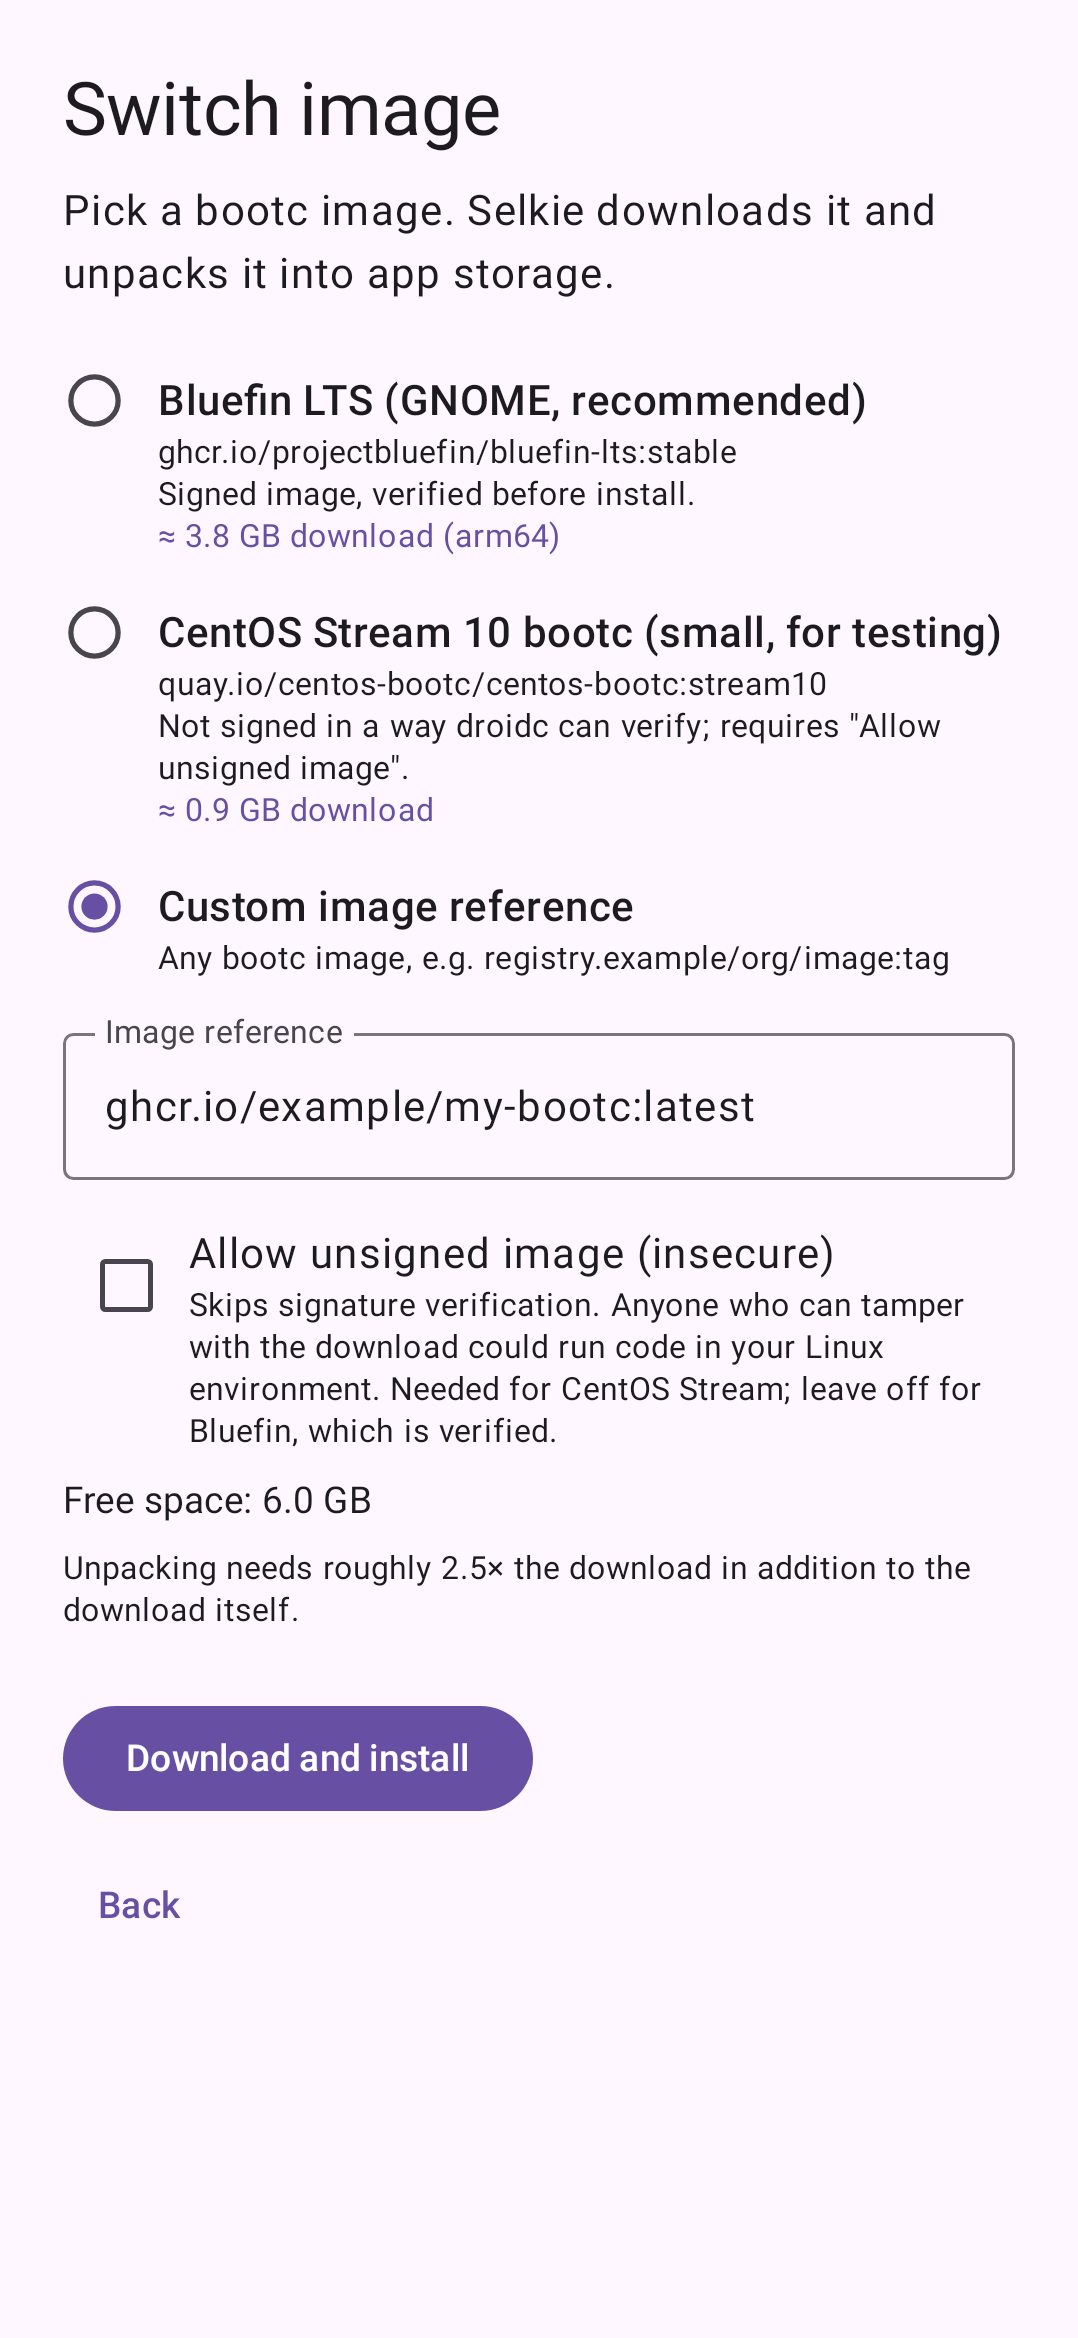 Switch image
Pick a bootc image. Selkie downloads it and
unpacks it into app storage.
Bluefin LTS (GNOME, recommended)
ghcr.io/projectbluefin/bluefin-lts:stable
Signed image, verified before install.
≈ 3.8 GB download (arm64)
CentOS Stream 10 bootc (small, for testing)
quay.io/centos-bootc/centos-bootc:stream10
Not signed in a way droidc can verify; requires "Allow
unsigned image".
≈ 0.9 GB download
Custom image reference
Any bootc image, e.g. registry.example/org/image:tag
Image reference
ghcr.io/example/my-bootc:latest
Allow unsigned image (insecure)
Skips signature verification. Anyone who can tamper
with the download could run code in your Linux
environment. Needed for CentOS Stream; leave off for
Bluefin, which is verified.
Free space: 6.0 GB
Unpacking needs roughly 2.5× the download in addition to the
download itself.
Download and install
Back